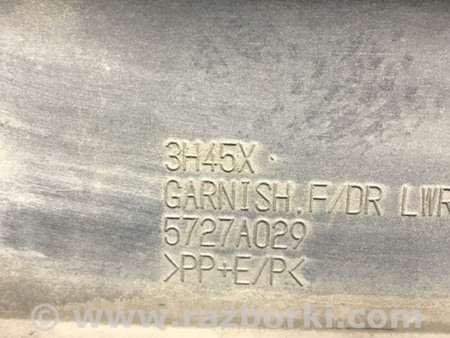 3H45X
GARNISH.F/DR LWR
5727A029
>PP+E/P<
www.razborki.com